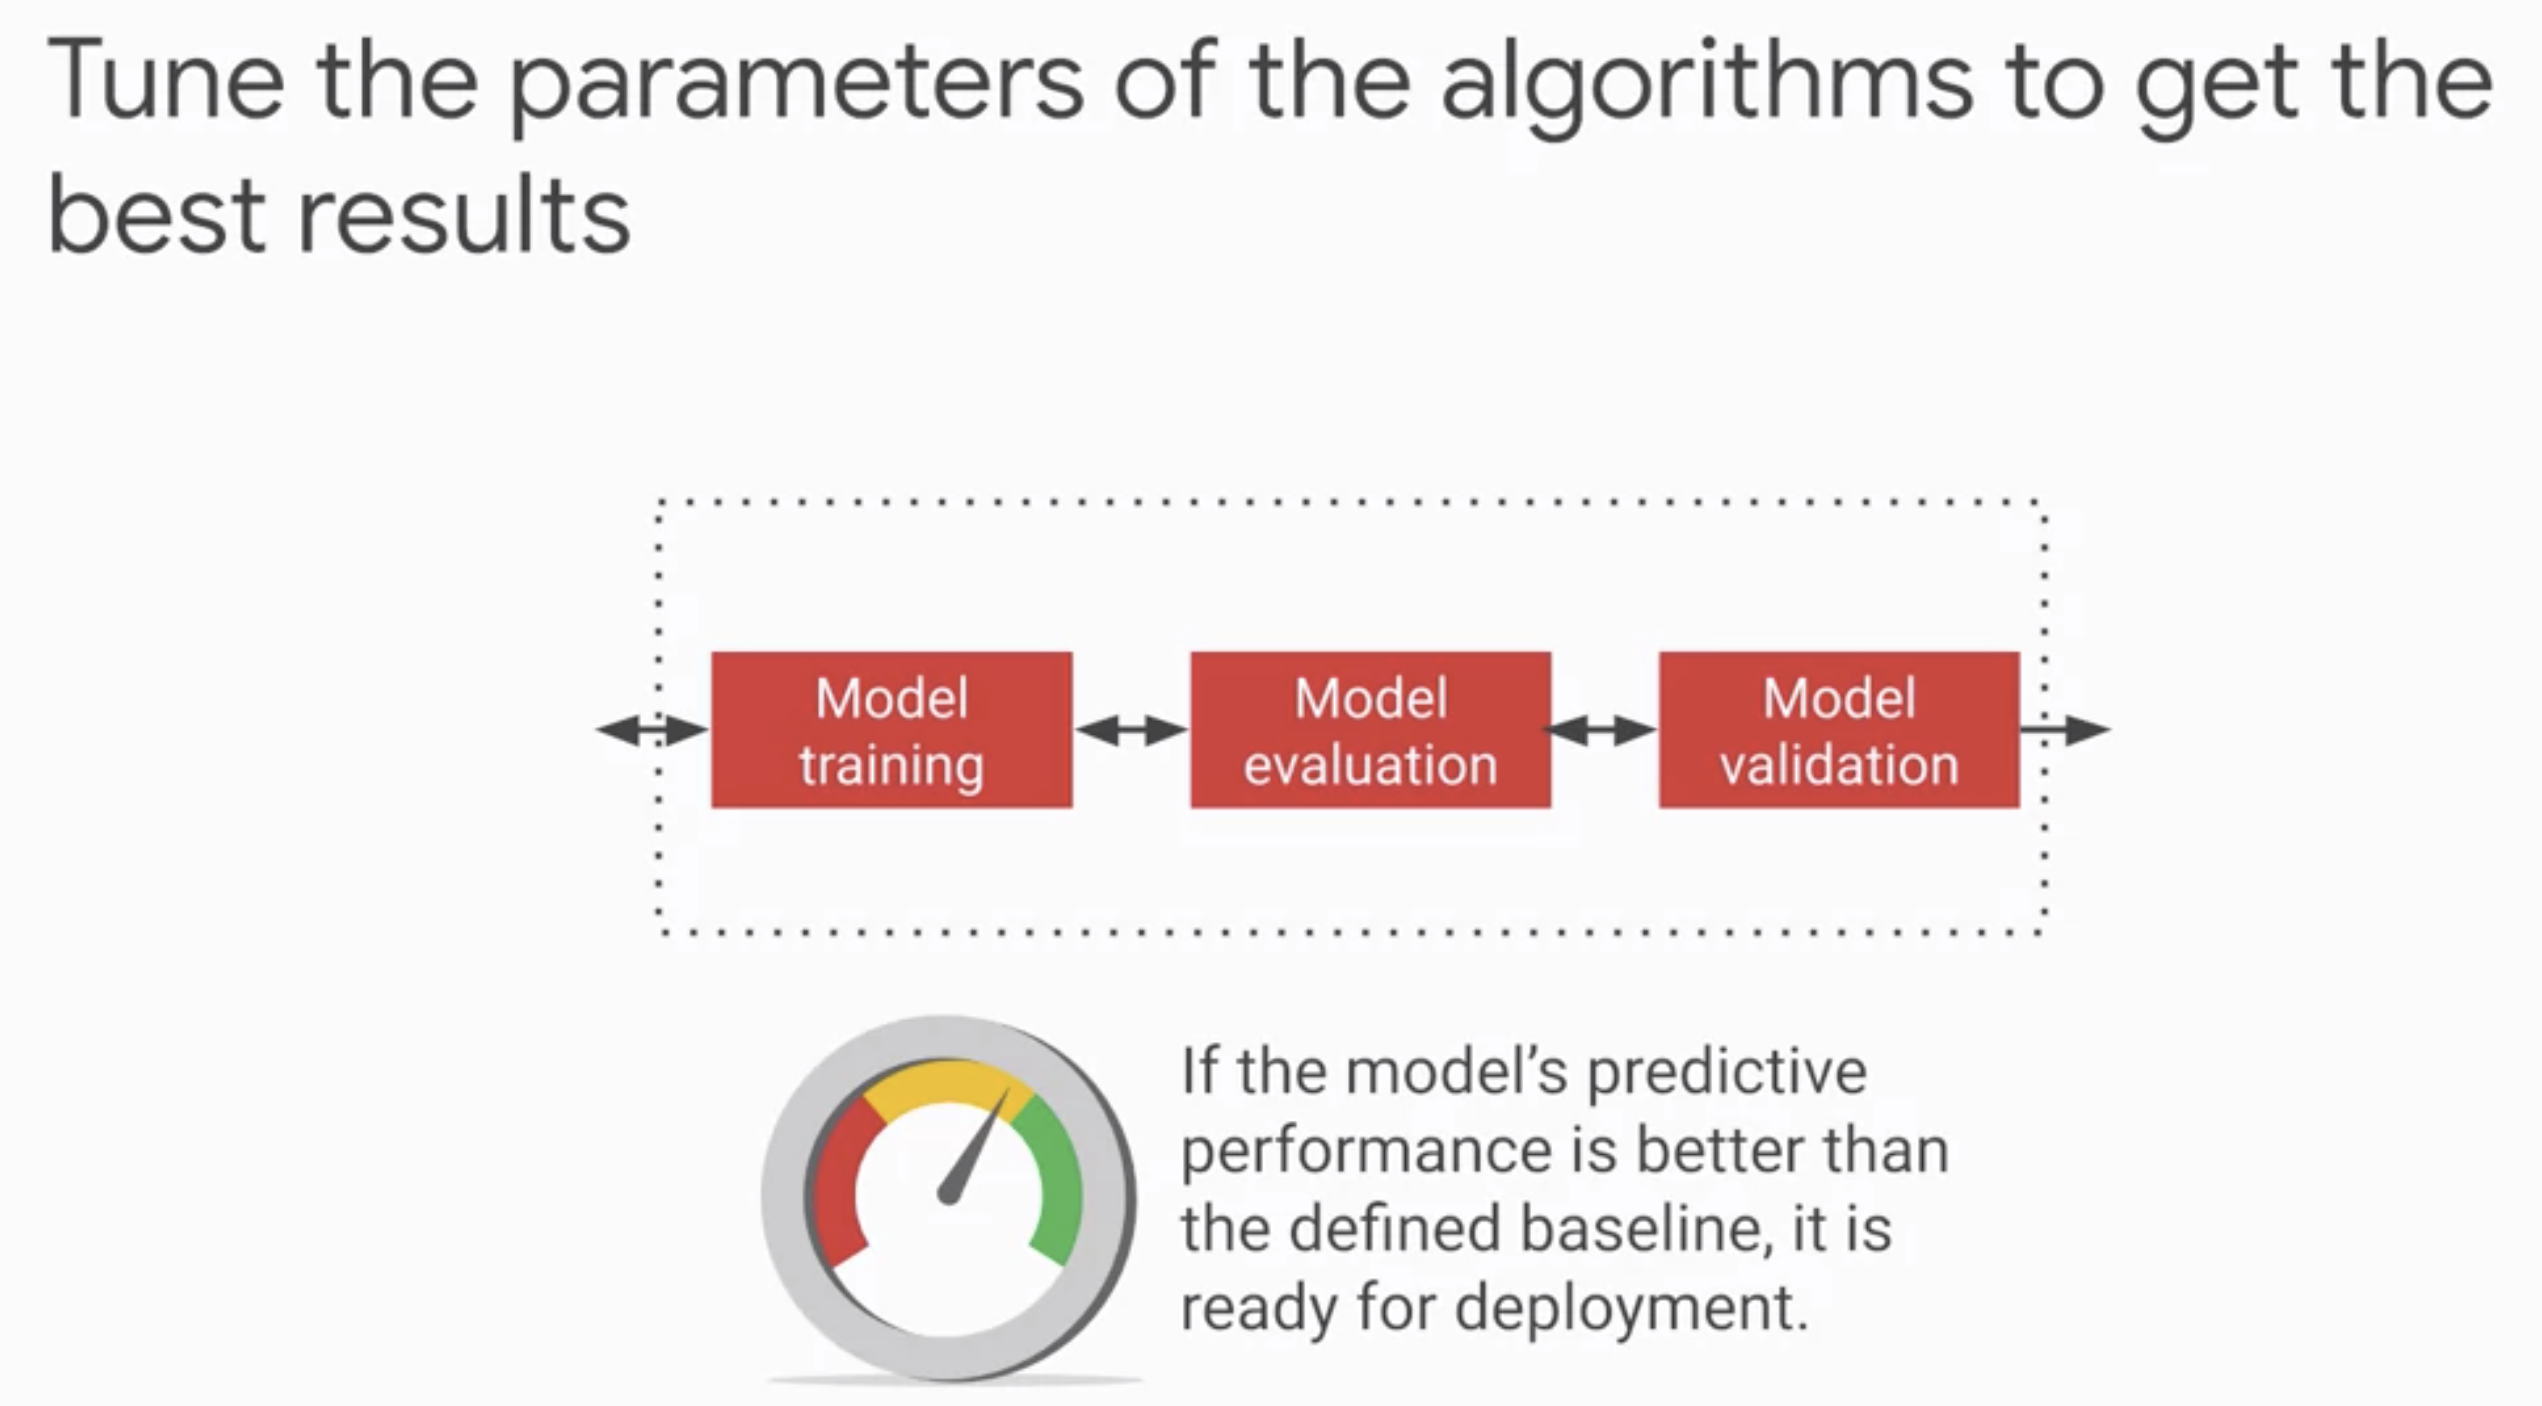 Tune the parameters of the algorithms to get the
best results
Model
training
Model
evaluation
Model
validation
If the model’s predictive
performance is better than
the defined baseline, it is
ready for deployment.